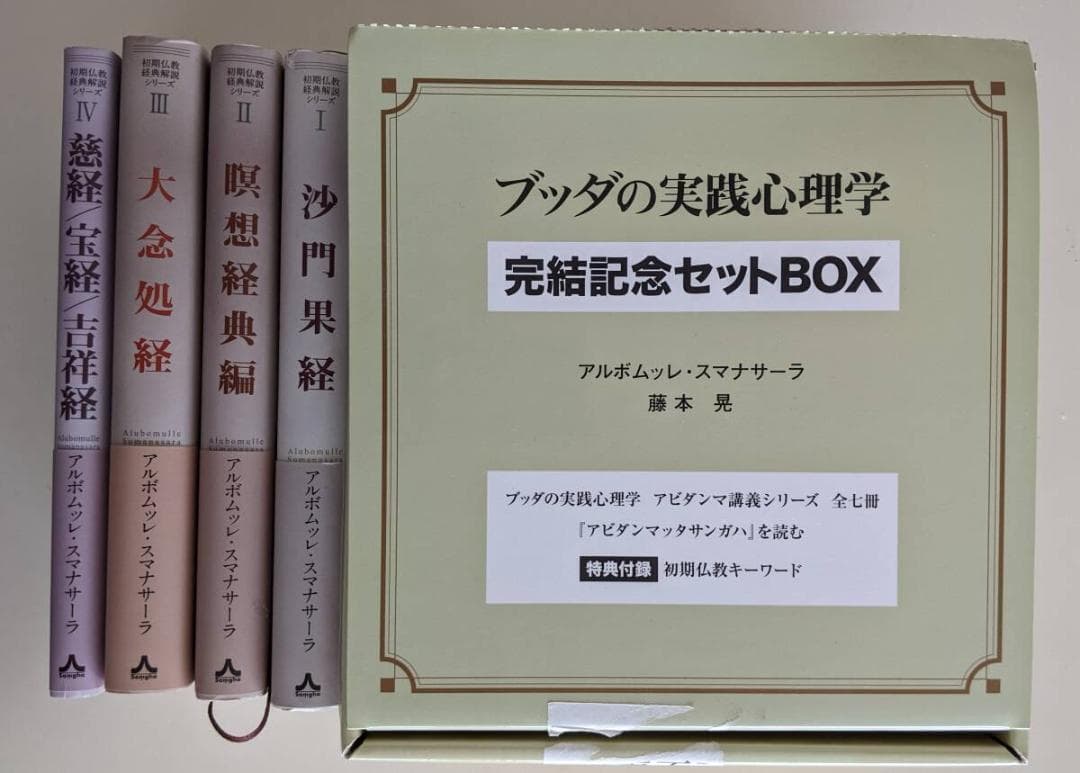 初期仏教
経典解説
シリーズ
IV
慈経/宝経/吉祥経
Alubomulle
Sumanasara
アルボムッレ・スマナサーラ
Samgha
初期仏教
経典解説
シリーズ
III
大念処経
Alubomulle
Sumanasara
アルボムッレ・スマナサーラ
Samgha
初期仏教
経典解説
シリーズ
II
瞑想経典編
Alubomulle
Sumanasara
アルボムッレ・スマナサーラ
Samgha
初期仏教
経典解説
シリーズ
I
沙門果経
Alubomulle
Sumanasara
アルボムッレ・スマナサーラ
Samgha
ブッダの実践心理学
完結記念セットBOX
アルボムッレ・スマナサーラ
藤本 晃
ブッダの実践心理学 アビダンマ講義シリーズ 全七冊
『アビダンマッタサンガハ』を読む
特典付録 初期仏教キーワード